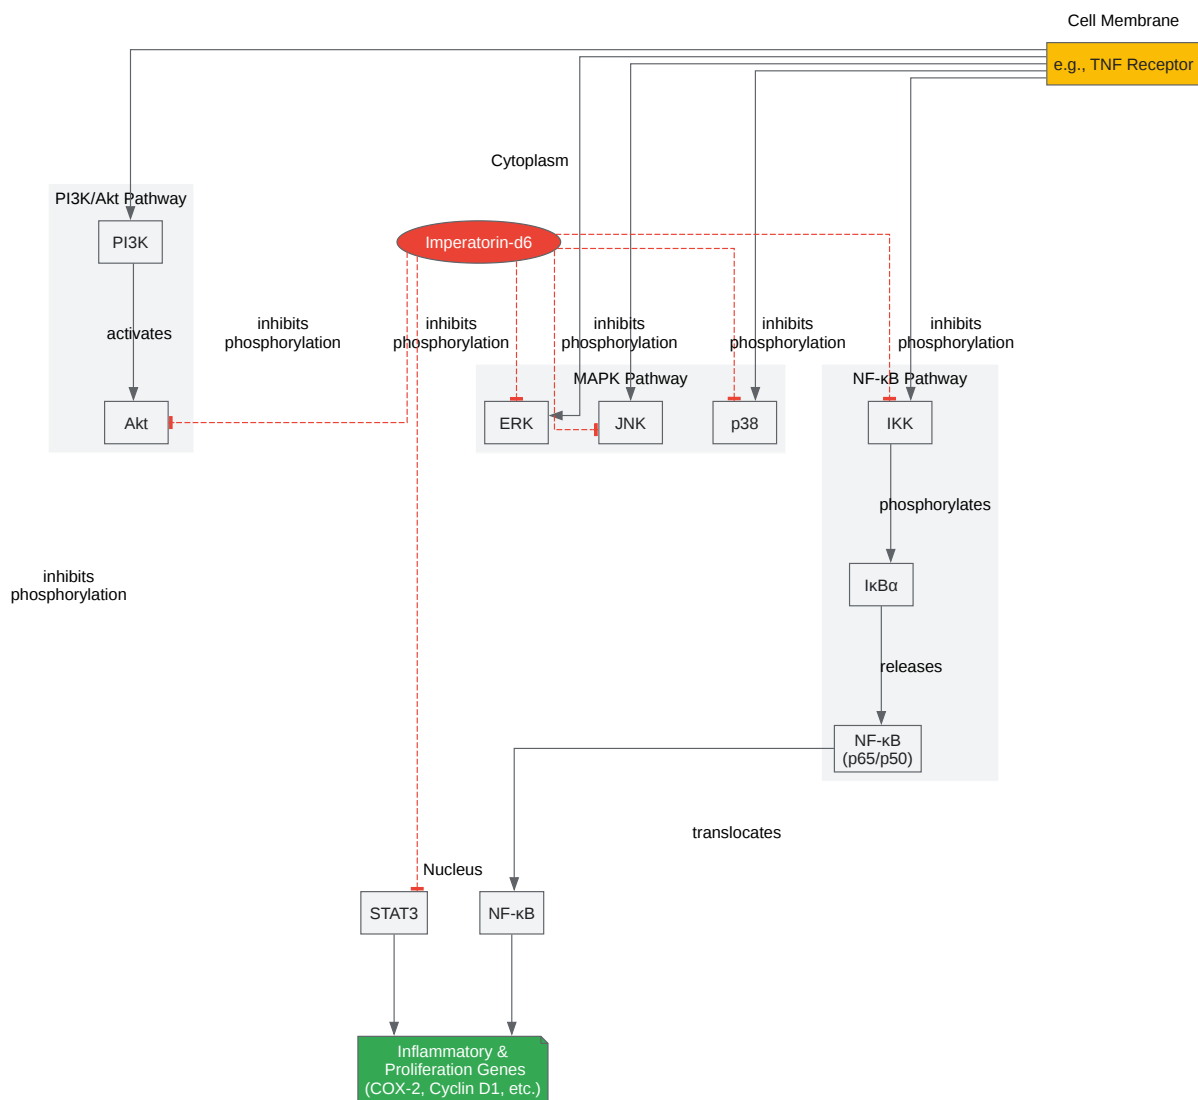 Cell Membrane
e.g., TNF Receptor
Cytoplasm
PI3K/Akt Pathway
PI3K
Imperatorin-d6
activates
inhibits
phosphorylation
inhibits
phosphorylation
inhibits
phosphorylation
inhibits
phosphorylation
inhibits
phosphorylation
MAPK Pathway
NF-κB Pathway
Akt
ERK
JNK
p38
IKK
phosphorylates
inhibits
phosphorylation
IκBα
releases
NF-κB
(p65/p50)
translocates
Nucleus
STAT3
NF-κB
Inflammatory &
Proliferation Genes
(COX-2, Cyclin D1, etc.)